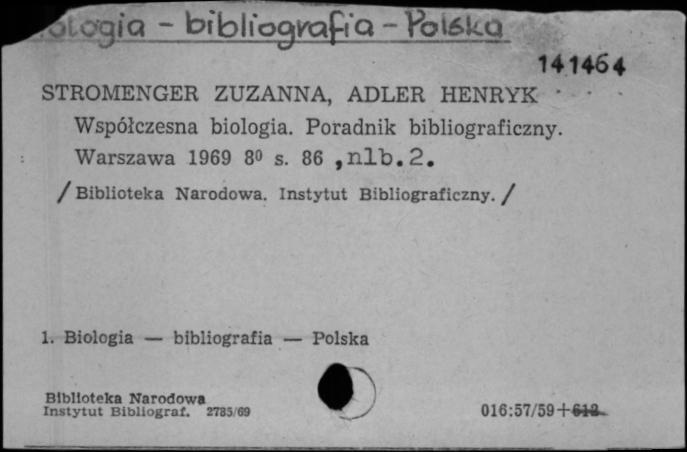 Biologia - bibliografia - Polska
141464
STROMENGER ZUZANNA, ADLER HENRYK
Współczesna biologia. Poradnik bibliograficzny.
Warszawa 1969 8⁰ s. 86 ,nlb.2.
/Biblioteka Narodowa. Instytut Bibliograficzny./
1. Biologia — bibliografia — Polska
Biblioteka Narodowa
Instytut Bibliograf. 2785/69
016:57/59+612